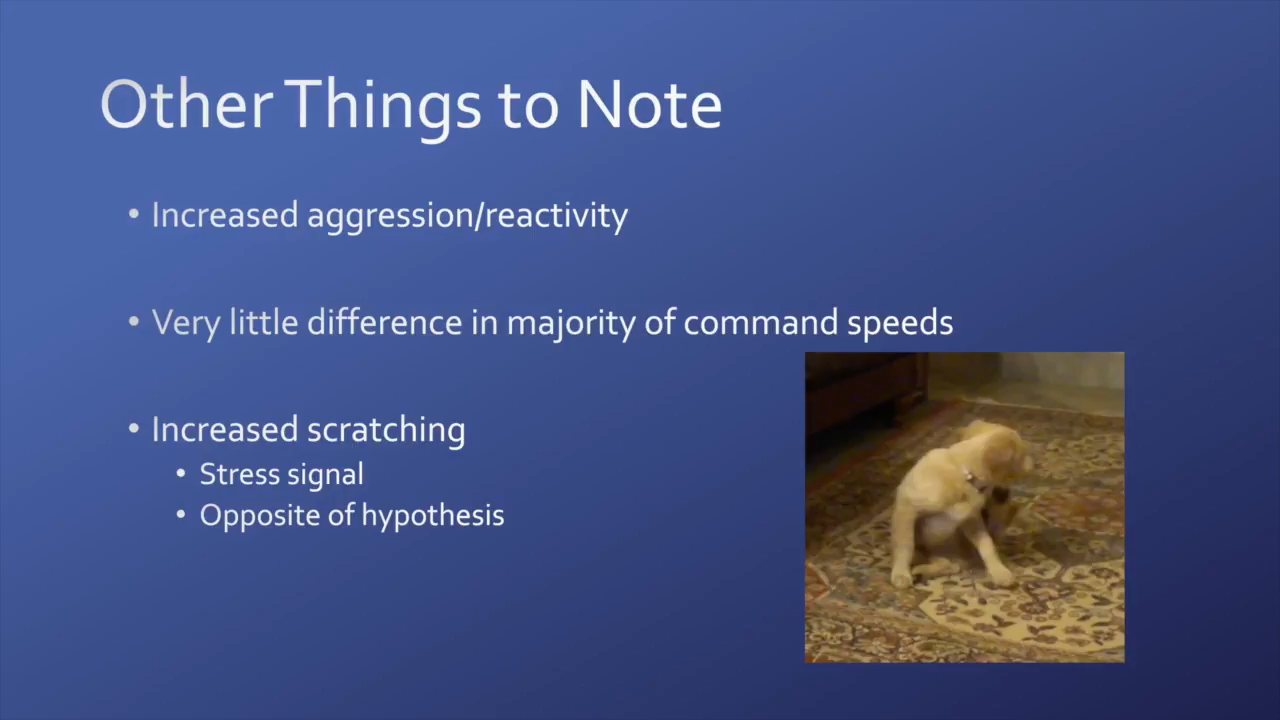 Other Things to Note
• Increased aggression/reactivity
• Very little difference in majority of command speeds
• Increased scratching
• Stress signal
• Opposite of hypothesis